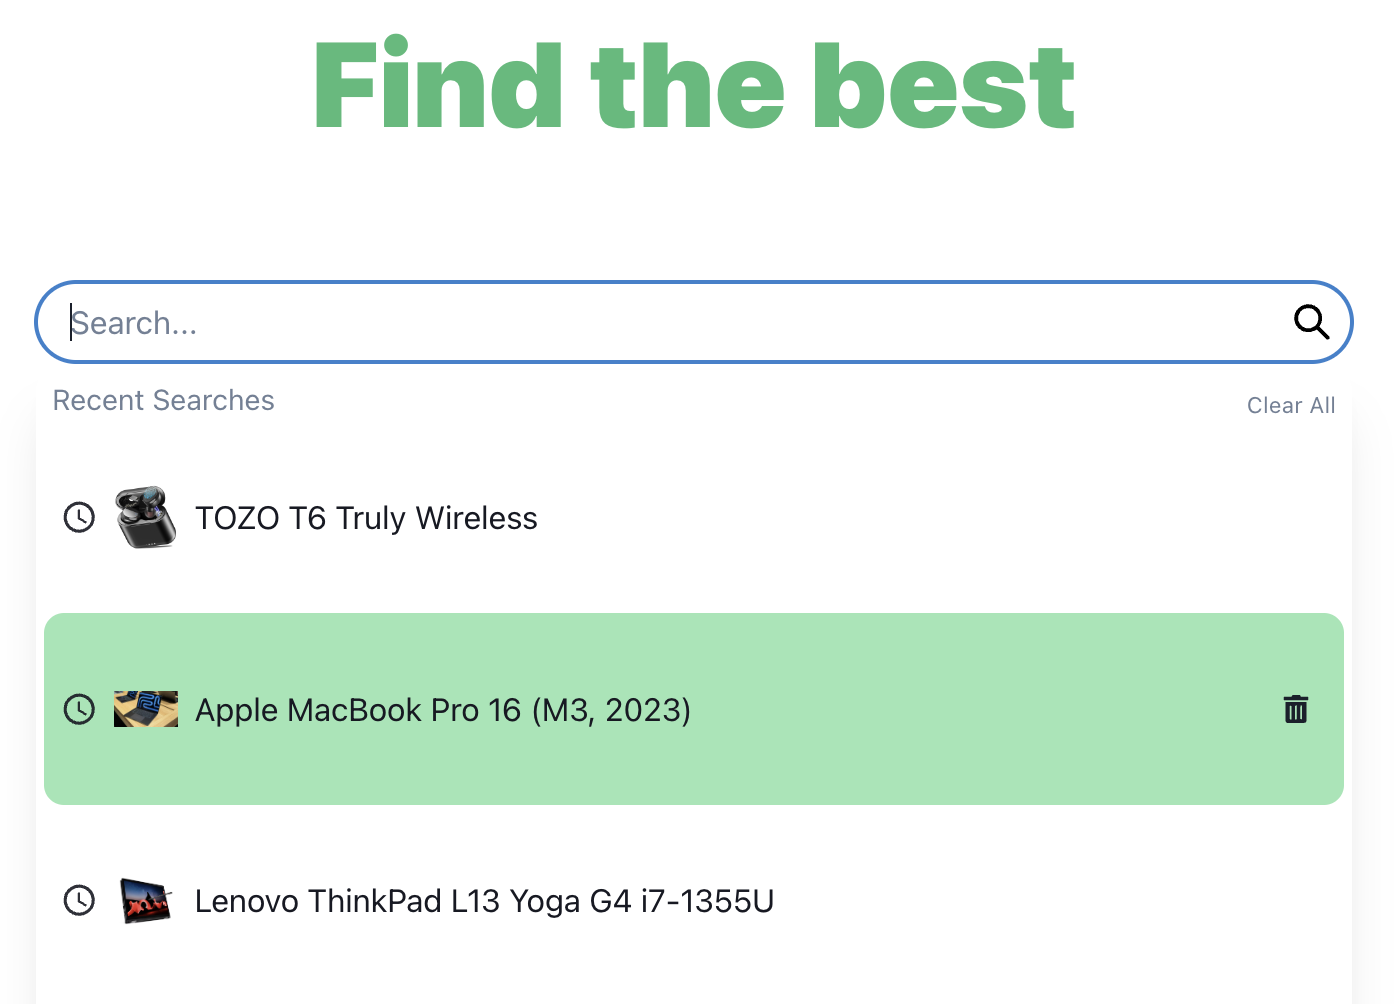 Find the best
Search...
Recent Searches
Clear All
TOZO T6 Truly Wireless
Apple MacBook Pro 16 (M3, 2023)
Lenovo ThinkPad L13 Yoga G4 i7-1355U